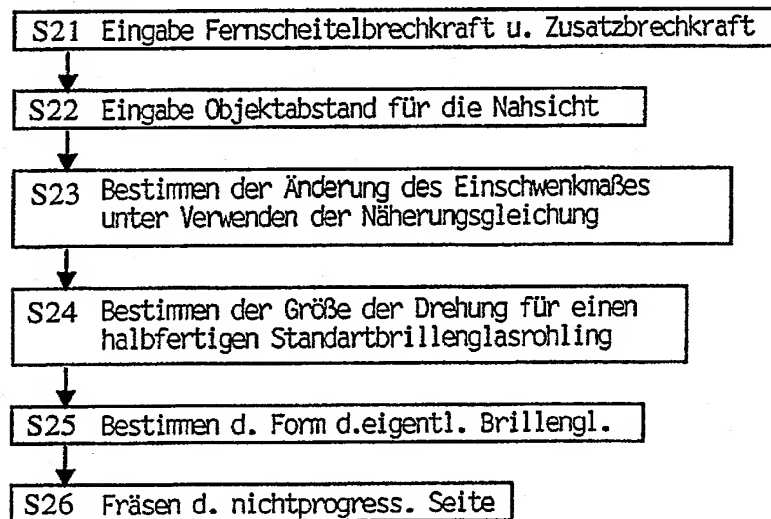 S21 Eingabe Fernscheitelbrechkraft u. Zusatzbrechkraft
S22 Eingabe Objektabstand für die Nahsicht
S23 Bestimmen der Änderung des Einschwenkmaßes
unter Verwenden der Näherungsgleichung
S24 Bestimmen der Größe der Drehung für einen
halbfertigen Standartbrillenglasrohling
S25 Bestimmen d. Form d.eigentl. Brillengl.
S26 Fräsen d. nichtprogress. Seite